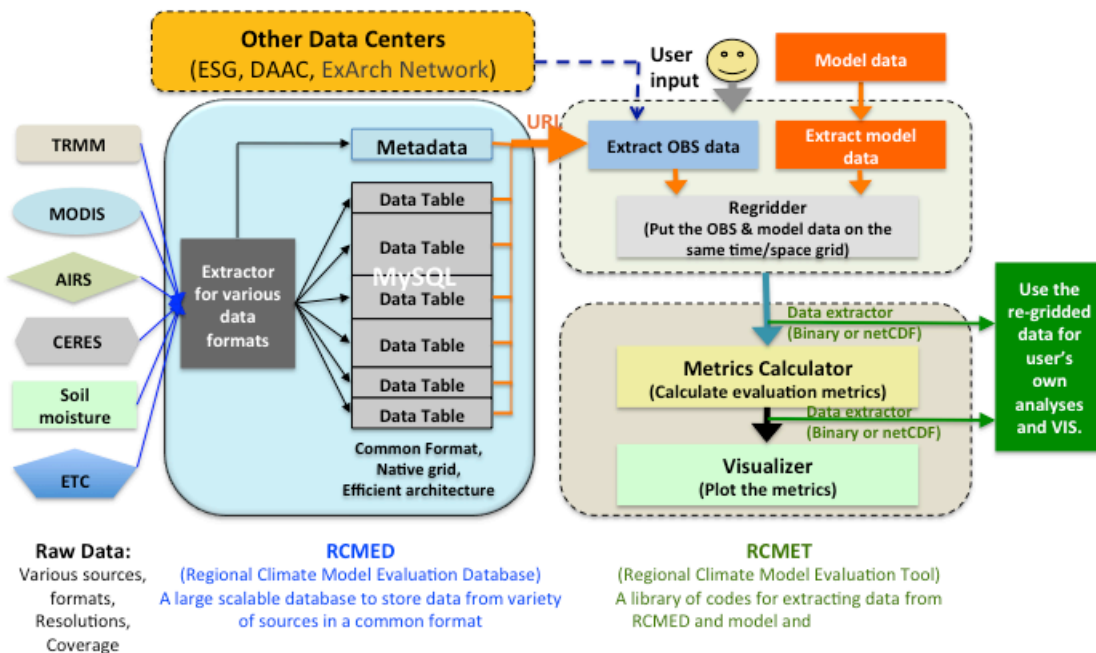 Other Data Centers
(ESG, DAAC, ExArch Network)
User
input
Model data
TRMM
MODIS
AIRS
CERES
Soil
moisture
ETC
Extractor
for various
data
formats
Metadata
Data Table
Data Table
MySQL
Data Table
Data Table
Data Table
Data Table
Common Format,
Native grid,
Efficient architecture
URL
Extract OBS data
Extract model
data
Regridder
(Put the OBS & model data on the
same time/space grid)
Data extractor
(Binary or netCDF)
Metrics Calculator
(Calculate evaluation metrics)
Data extractor
(Binary or netCDF)
Visualizer
(Plot the metrics)
Use the
re-gridded
data for
user's
own
analyses
and VIS.
Raw Data:
Various sources,
formats,
Resolutions,
Coverage
RCMED
(Regional Climate Model Evaluation Database)
A large scalable database to store data from variety
of sources in a common format
RCMET
(Regional Climate Model Evaluation Tool)
A library of codes for extracting data from
RCMED and model and